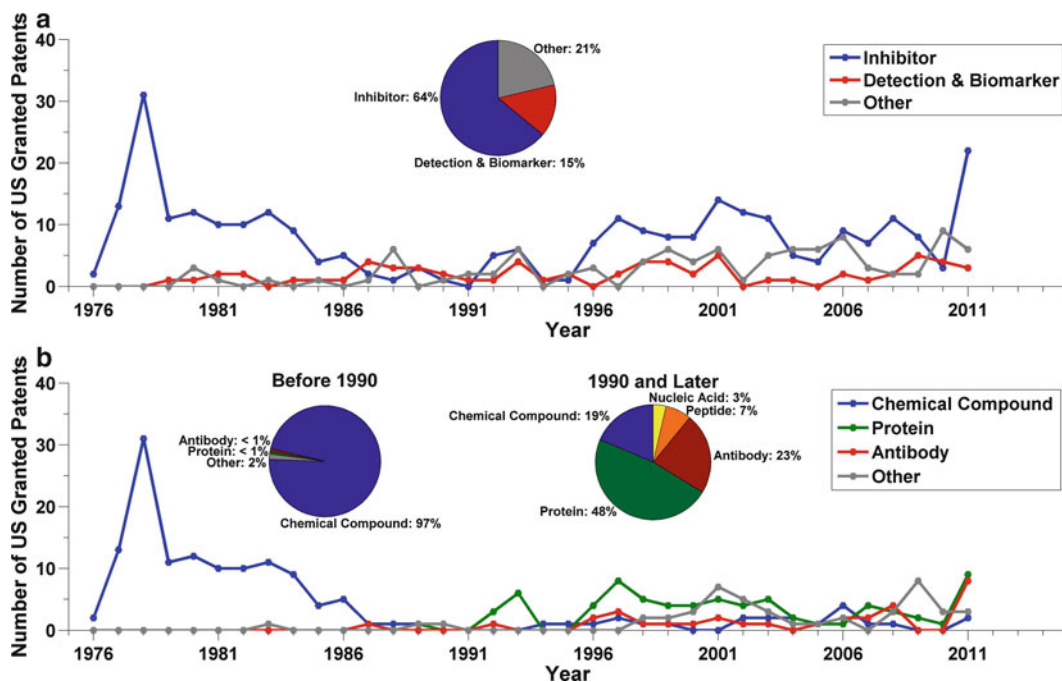 a
Number of US Granted Patents
40
30
20
10
0
Other: 21%
Inhibitor: 64%
Detection & Biomarker: 15%
Inhibitor
Detection & Biomarker
Other
1976
1981
1986
1991
1996
2001
2006
2011
Year
b
Number of US Granted Patents
40
30
20
10
0
Before 1990
Antibody: < 1%
Protein: < 1%
Other: 2%
Chemical Compound: 97%
1990 and Later
Nucleic Acid: 3%
Peptide: 7%
Chemical Compound: 19%
Antibody: 23%
Protein: 48%
Chemical Compound
Protein
Antibody
Other
1976
1981
1986
1991
1996
2001
2006
2011
Year